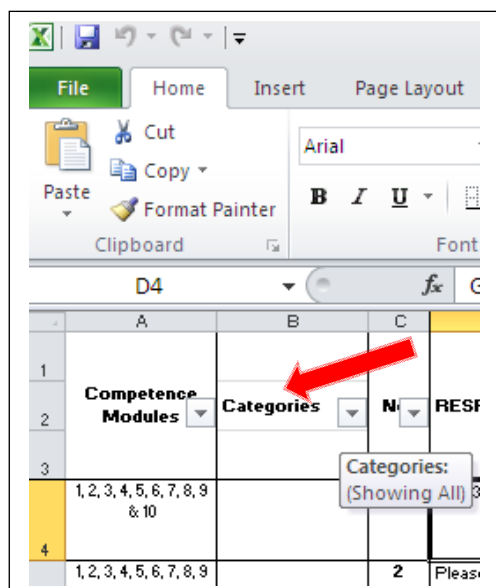 File Home Insert Page Layout
Cut
Copy
Paste
Format Painter
Arial
B I U
Clipboard
Font
D4
fx
A B C
1
Competence
Modules
Categories
RESP
2
3
Categories:
(Showing All)
1, 2, 3, 4, 5, 6, 7, 8, 9
& 10
3
4
1, 2, 3, 4, 5, 6, 7, 8, 9
2
Please